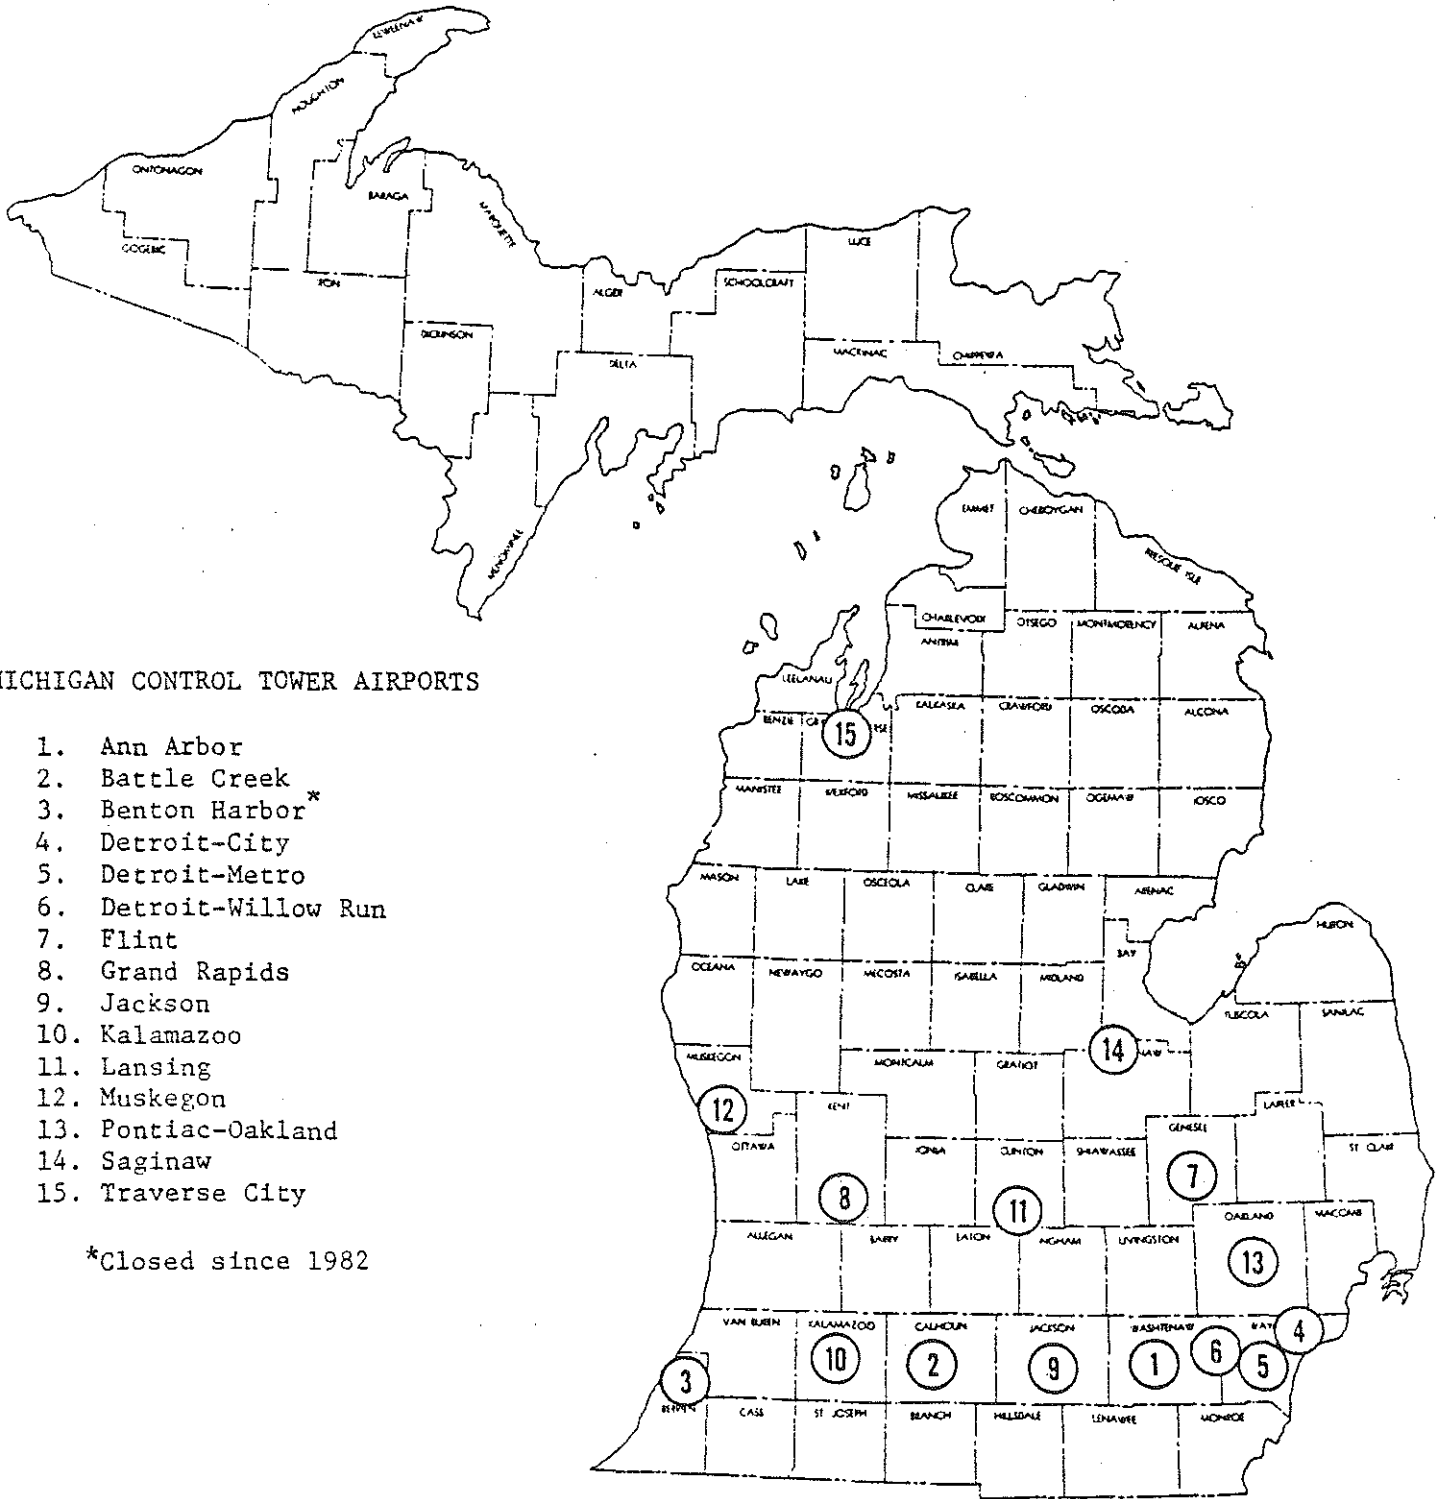 KEWEENAW
HOUGHTON
ONTONAGON
BARAGA
MARQUETTE
GOGEBIC
IRON
ALGER
SCHOOLCRAFT
LUCE
DICKINSON
DELTA
MACKINAC
CHIPPEWA
MENOMINEE
EMMET
CHEBOYGAN
PRESQUE ISLE
CHARLEVOIX
OTSEGO
MONTMORENCY
ALPENA
ANTRIM
LEELANAU
MICHIGAN CONTROL TOWER AIRPORTS
1. Ann Arbor
2. Battle Creek
3. Benton Harbor*
4. Detroit-City
5. Detroit-Metro
6. Detroit-Willow Run
7. Flint
8. Grand Rapids
9. Jackson
10. Kalamazoo
11. Lansing
12. Muskegon
13. Pontiac-Oakland
14. Saginaw
15. Traverse City
*Closed since 1982
BENZIE
15
KALKASKA
CRAWFORD
OSCODA
ALCONA
MANISTEE
WEXFORD
MISSAUKEE
ROSCOMMON
OGEMAW
IOSCO
MASON
LAKE
OSCEOLA
CLARE
GLADWIN
ARENAC
HURON
BAY
OCEANA
NEWAYGO
MECOSTA
ISABELLA
MIDLAND
TUSCOLA
SANILAC
MUSKEGON
MONTCALM
GRATIOT
14
NAW
12
KENT
LAPEER
GENESEE
OTTAWA
IONIA
CLINTON
SHIAWASSEE
ST CLAIR
8
11
7
OAKLAND
MACOMB
ALLEGAN
BARRY
EATON
INGHAM
LIVINGSTON
13
VAN BUREN
KALAMAZOO
CALHOUN
JACKSON
WASHTENAW
WAY
4
3
10
2
9
1
6
5
BERRIEN
CASS
ST JOSEPH
BRANCH
HILLSDALE
LENAWEE
MONROE